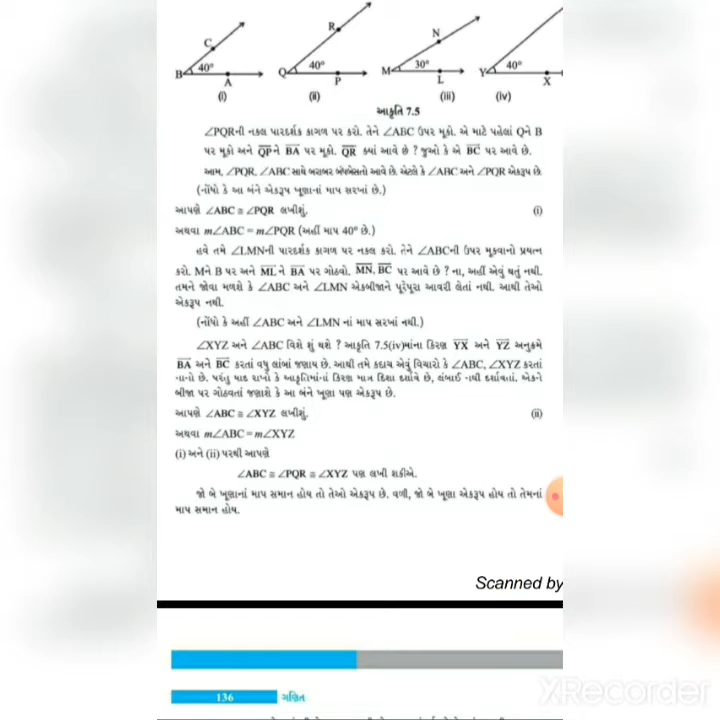 C R N
B 40° A Q 40° P M 30° L Y 40° X
(i) (ii) (iii) (iv)
આકૃતિ 7.5
∠PQRની નકલ પારદર્શક કાગળ પર કરો. તેને ∠ABC ઉપર મૂકો. એ માટે પહેલાં Qને B
પર મૂકો અને QP ને BA પર મૂકો. QR ક્યાં આવે છે ? જુઓ કે એ BC પર આવે છે.
આમ, ∠PQR, ∠ABC સાથે બરાબર બંધબેસતો આવે છે. એટલે કે ∠ABC અને ∠PQR એકરૂપ છે.
(નોંધો કે આ બંને એકરૂપ ખૂણાનાં માપ સરખાં છે.)
આપણે ∠ABC ≅ ∠PQR લખીશું. (i)
અથવા m∠ABC = m∠PQR (અહીં માપ 40° છે.)
હવે તમે ∠LMNની પારદર્શક કાગળ પર નકલ કરો. તેને ∠ABCની ઉપર મૂકવાનો પ્રયત્ન
કરો. Mને B પર અને ML ને BA પર ગોઠવો. MN, BC પર આવે છે ? ના, અહીં એવું થતું નથી.
તમને જોવા મળશે કે ∠ABC અને ∠LMN એકબીજાને પૂરેપૂરા આવરી લેતાં નથી. આથી તેઓ
એકરૂપ નથી.
(નોંધો કે અહીં ∠ABC અને ∠LMN નાં માપ સરખાં નથી.)
∠XYZ અને ∠ABC વિશે શું થશે ? આકૃતિ 7.5(iv)માંના કિરણ YX અને YZ અનુક્રમે
BA અને BC કરતાં વધુ લાંબાં જણાય છે. આથી તમે કદાચ એવું વિચારો કે ∠ABC, ∠XYZ કરતાં
નાનો છે. પરંતુ યાદ રાખો કે આકૃતિમાંનાં કિરણ માત્ર દિશા દર્શાવે છે, લંબાઈ નથી દર્શાવતાં. એકને
બીજા પર ગોઠવતાં જણાશે કે આ બંને ખૂણા પણ એકરૂપ છે.
આપણે ∠ABC ≅ ∠XYZ લખીશું. (ii)
અથવા m∠ABC = m∠XYZ
(i) અને (ii) પરથી આપણે
∠ABC ≅ ∠PQR ≅ ∠XYZ પણ લખી શકીએ.
જો બે ખૂણાનાં માપ સમાન હોય તો તેઓ એકરૂપ છે. વળી, જો બે ખૂણા એકરૂપ હોય તો તેમનાં
માપ સમાન હોય.
Scanned by
136 ગણિત
XRecorder